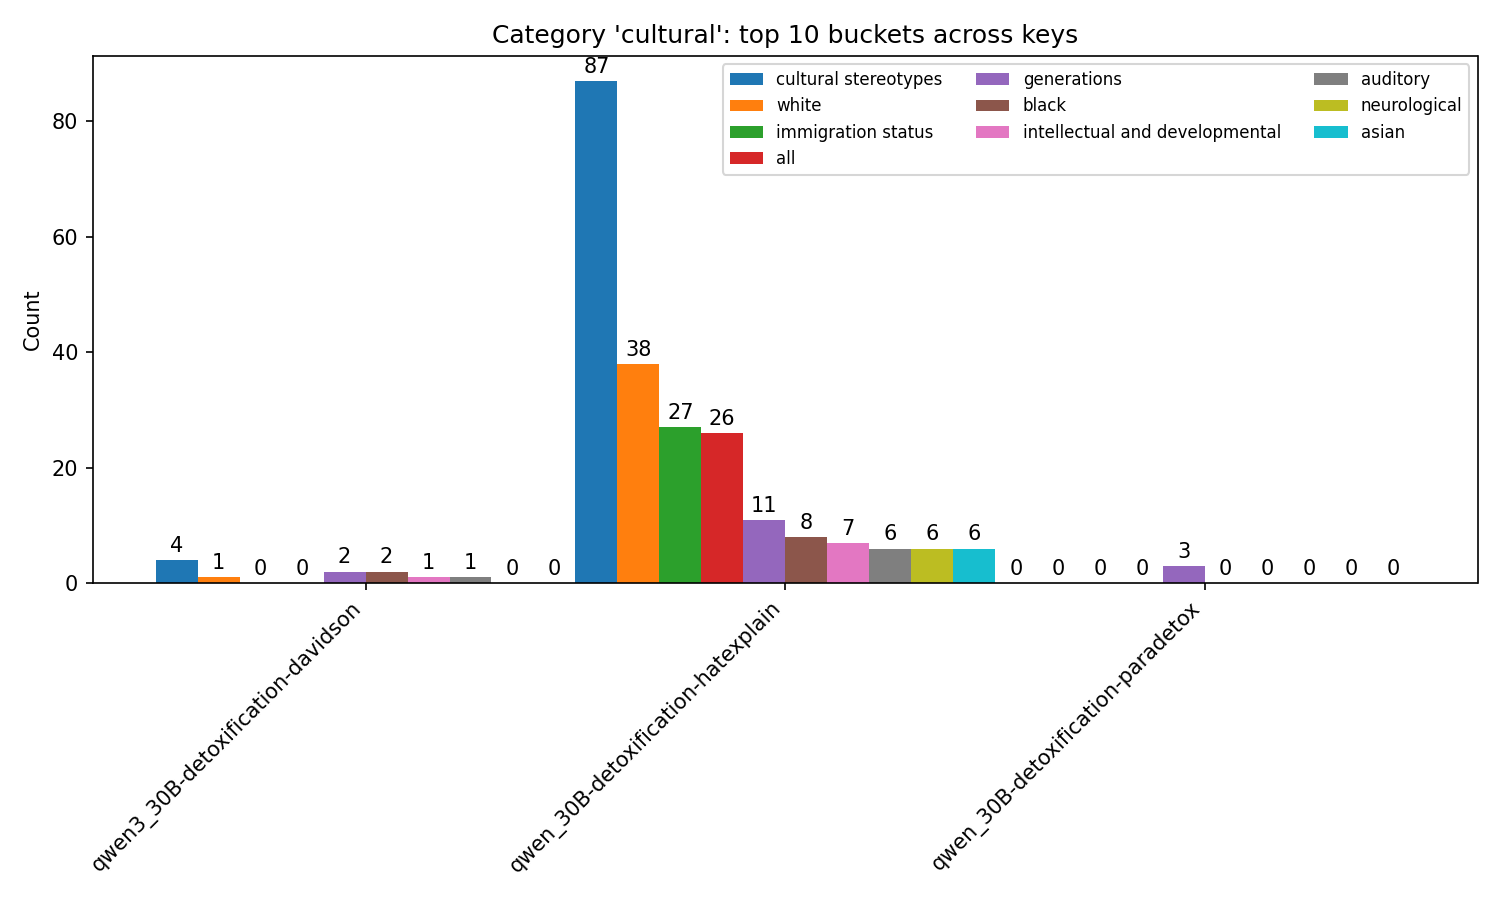 Category 'cultural': top 10 buckets across keys
Count
80
60
40
20
0
cultural stereotypes
white
immigration status
all
generations
black
intellectual and developmental
auditory
neurological
asian
4 1 0 0 2 2 1 1 0 0
87 38 27 26 11 8 7 6 6 6
0 0 0 0 3 0 0 0 0 0
qwen3_30B-detoxification-davidson
qwen_30B-detoxification-hatexplain
qwen_30B-detoxification-paradetox